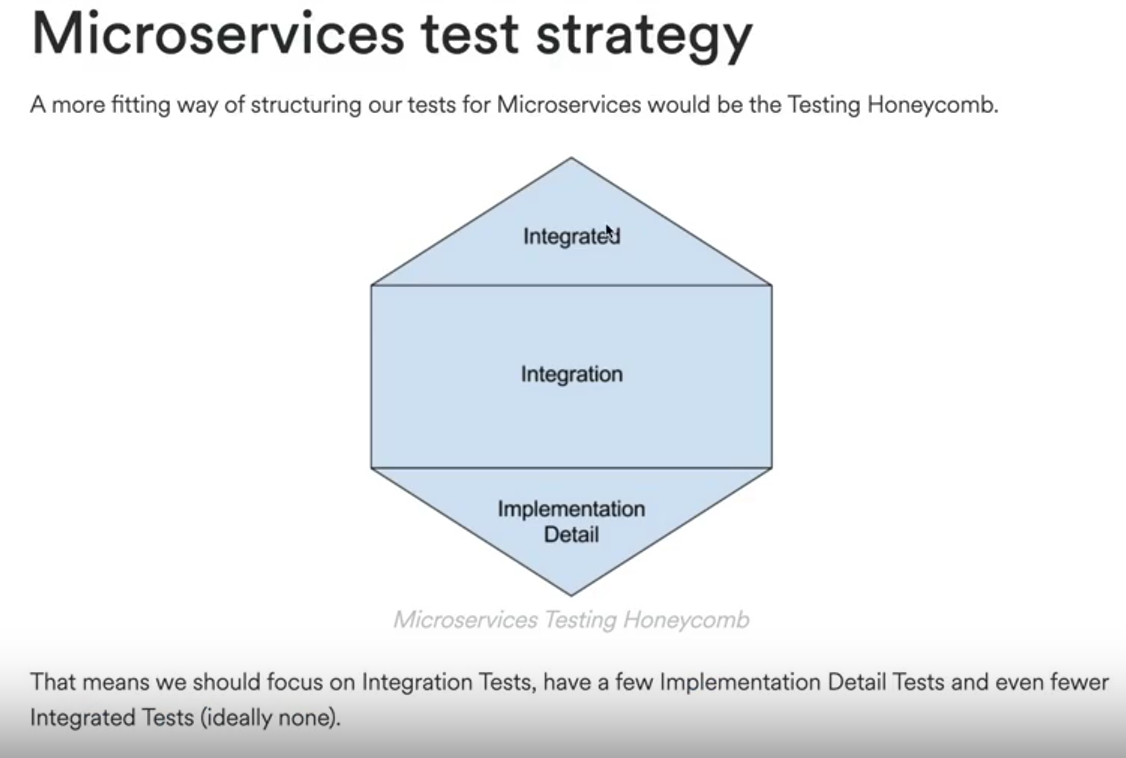 Microservices test strategy
A more fitting way of structuring our tests for Microservices would be the Testing Honeycomb.
Integrated
Integration
Implementation
Detail
Microservices Testing Honeycomb
That means we should focus on Integration Tests, have a few Implementation Detail Tests and even fewer
Integrated Tests (ideally none).